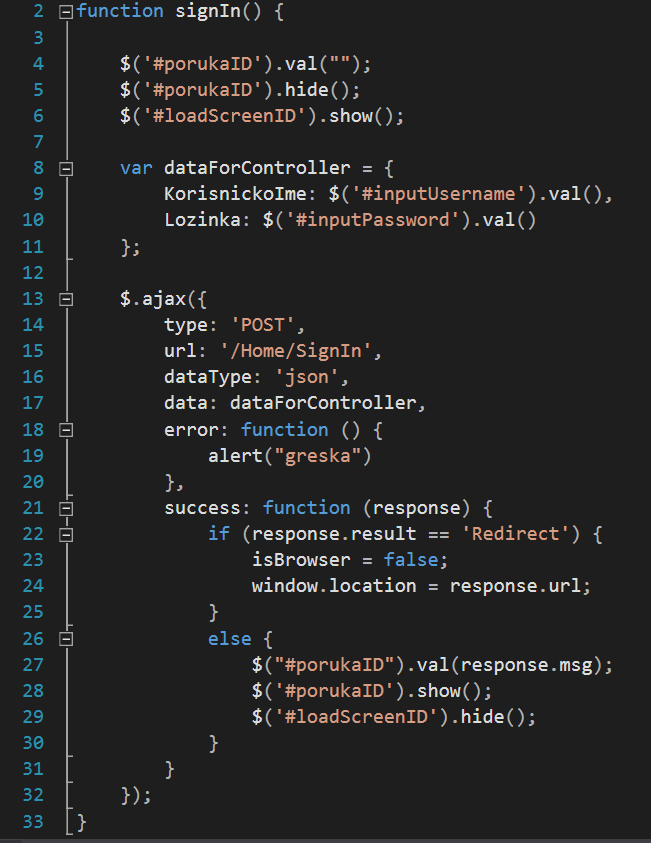 2 function signIn() {
3
4 $('#porukaID').val("");
5 $('#porukaID').hide();
6 $('#loadScreenID').show();
7
8 var dataForController = {
9 KorisnickoIme: $('#inputUsername').val(),
10 Lozinka: $('#inputPassword').val()
11 };
12
13 $.ajax({
14 type: 'POST',
15 url: '/Home/SignIn',
16 dataType: 'json',
17 data: dataForController,
18 error: function () {
19 alert("greska")
20 },
21 success: function (response) {
22 if (response.result == 'Redirect') {
23 isBrowser = false;
24 window.location = response.url;
25 }
26 else {
27 $("#porukaID").val(response.msg);
28 $('#porukaID').show();
29 $('#loadScreenID').hide();
30 }
31 }
32 });
33 }